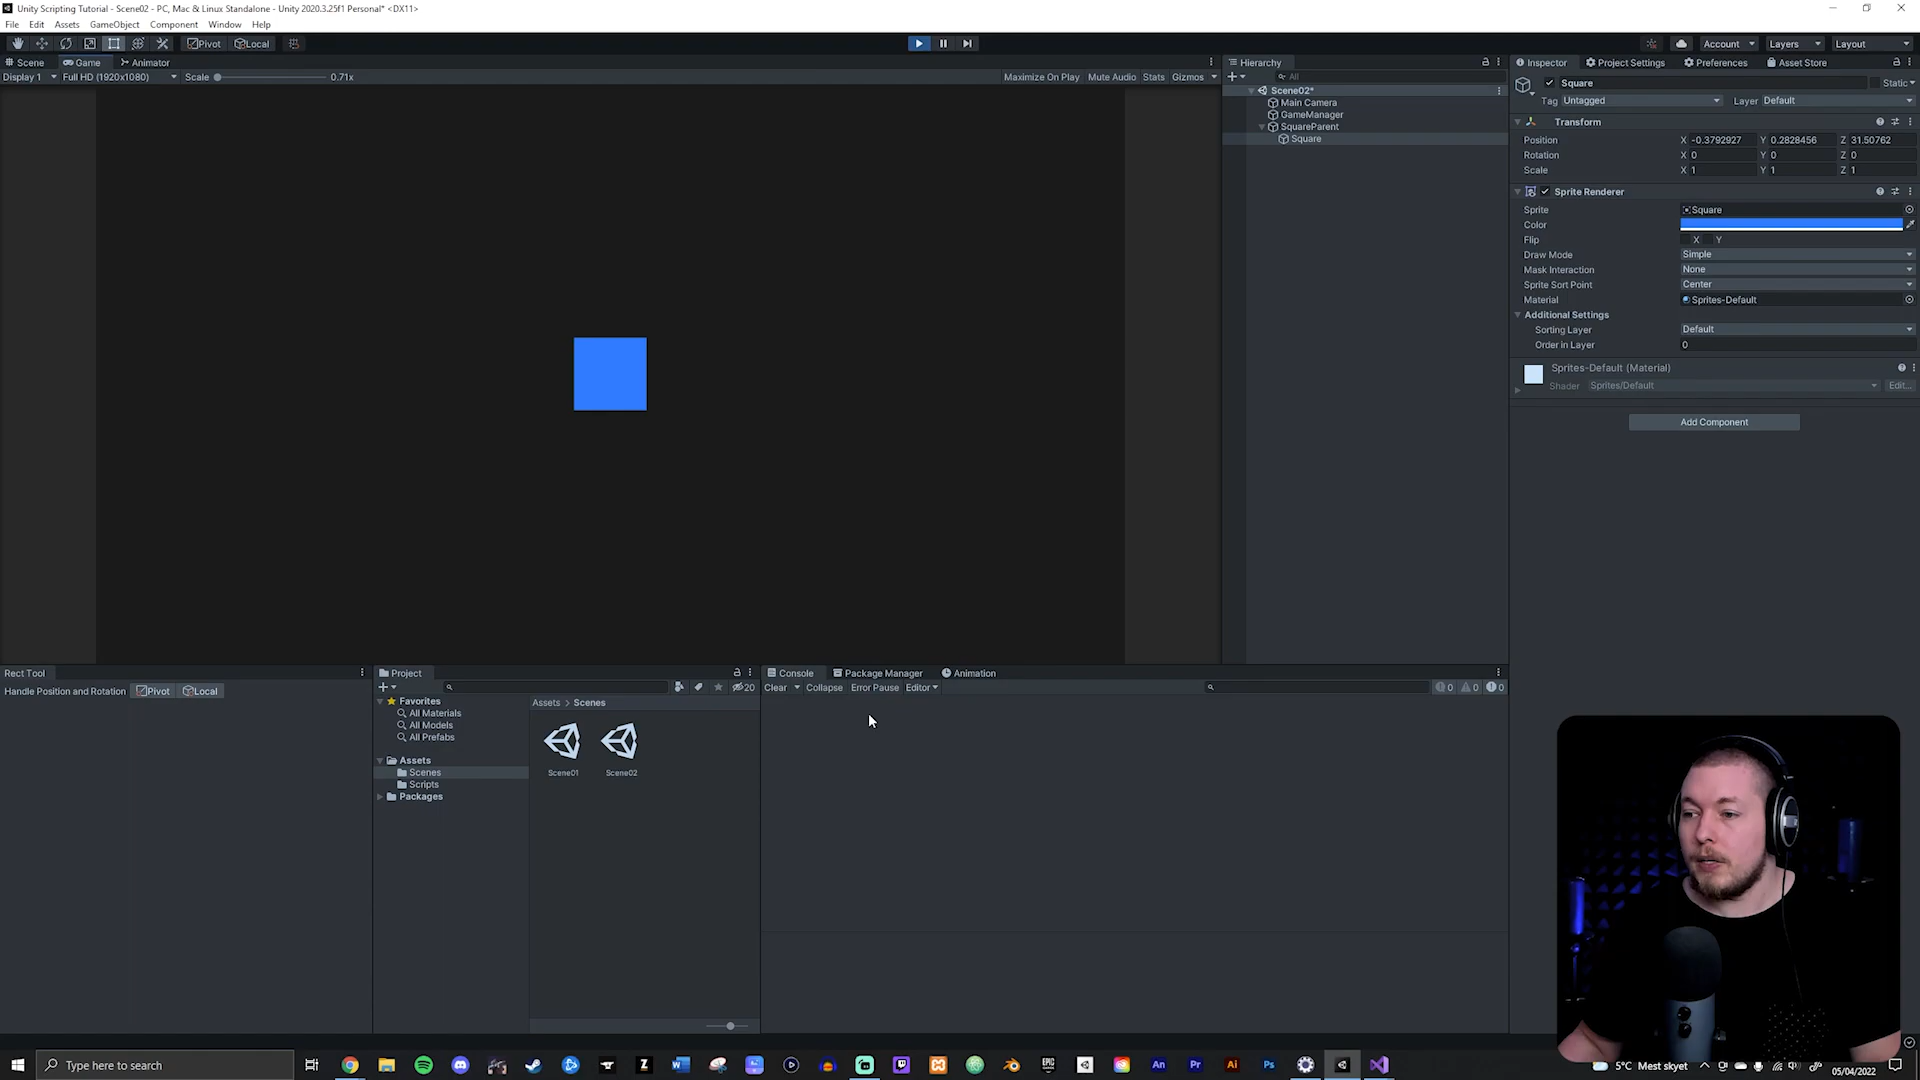 Unity Scripting Tutorial - Scene02 - PC, Mac & Linux Standalone - Unity 2020.3.25f1 Personal* <DX11>
File Edit Assets GameObject Component Window Help
Pivot Local
Account Layers Layout
Scene Game Animator
Display 1 Full HD (1920x1080) Scale 0.71x
Maximize On Play Mute Audio Stats Gizmos
Hierarchy
All
Scene02*
Main Camera
GameManager
SquareParent
Square
Inspector Project Settings Preferences Asset Store
Square Static
Tag Untagged Layer Default
Transform
Position X -0.3792927 Y 0.2828456 Z 31.50762
Rotation X 0 Y 0 Z 0
Scale X 1 Y 1 Z 1
Sprite Renderer
Sprite Square
Color
Flip X Y
Draw Mode Simple
Mask Interaction None
Sprite Sort Point Center
Material Sprites-Default
Additional Settings
Sorting Layer Default
Order in Layer 0
Sprites-Default (Material)
Shader Sprites/Default Edit...
Add Component
Rect Tool
Handle Position and Rotation Pivot Local
Project
20
Favorites
All Materials
All Models
All Prefabs
Assets
Scenes
Scripts
Packages
Assets > Scenes
Scene01 Scene02
Console Package Manager Animation
Clear Collapse Error Pause Editor
0 0 0
Type here to search
Z
W
EPIC
An
Pr
Ai
Ps
5°C Mest skyet
05/04/2022